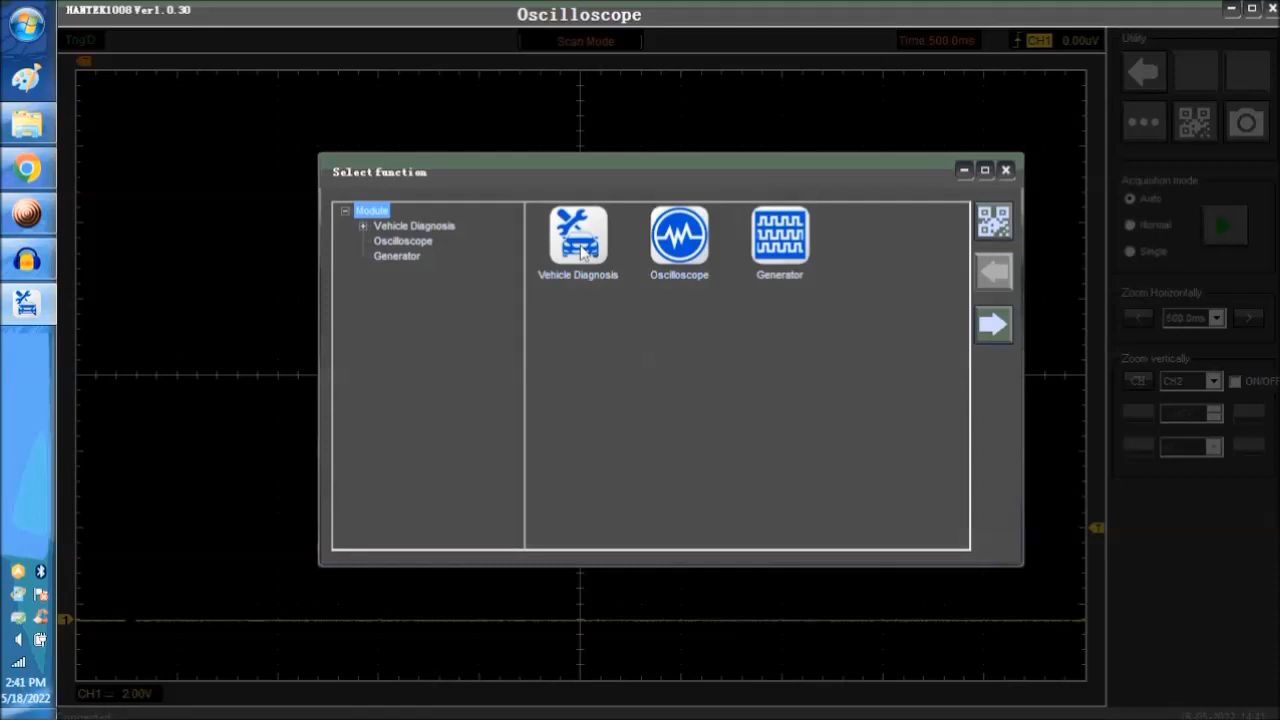 HANTEK1008 Ver1.0.30
Oscilloscope
Trig'D
Scan Mode
Time 500.0ms
CH1
0.00uV
Utility
Select function
Module
Vehicle Diagnosis
Oscilloscope
Generator
Vehicle Diagnosis
Oscilloscope
Generator
Acquisition mode
Auto
Normal
Single
Zoom Horizontally
500.0ms
Zoom vertically
CH
CH2
ON/OFF
CH1
2.00V
2:41 PM
5/18/2022